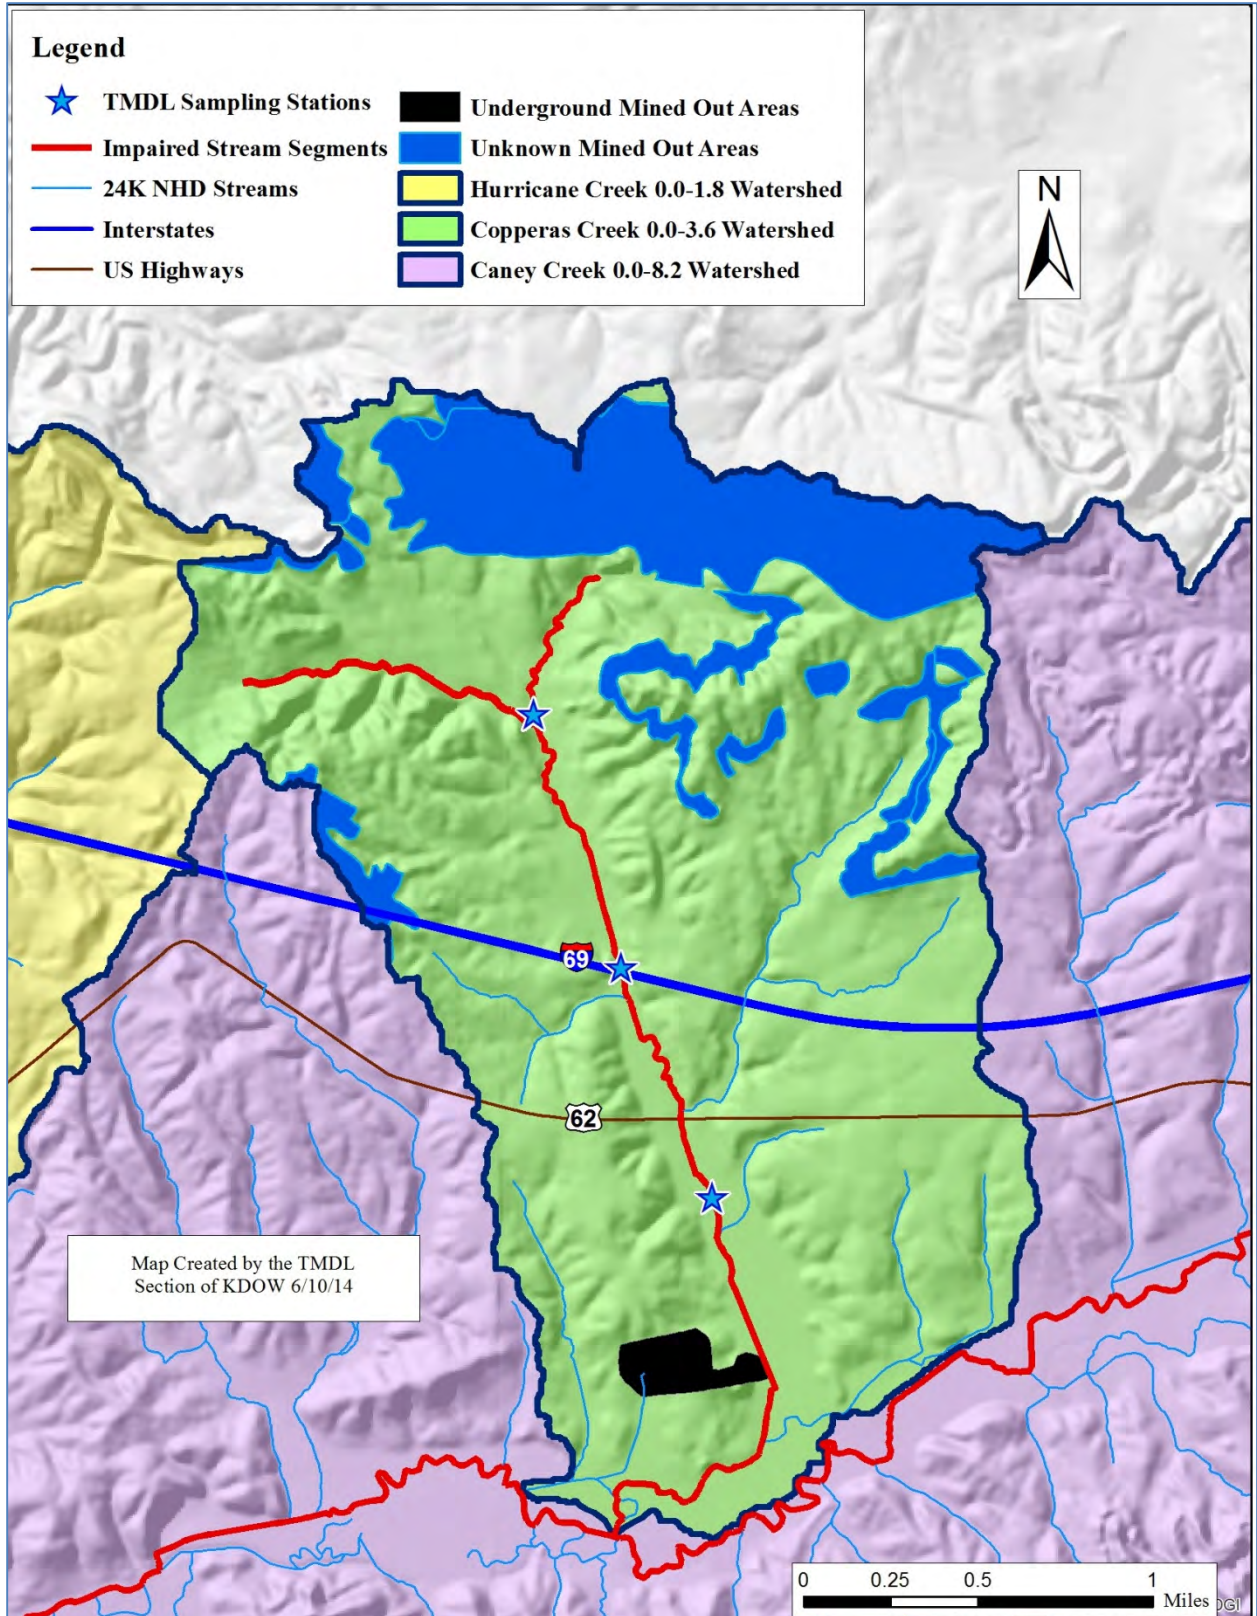 Legend
TMDL Sampling Stations
Impaired Stream Segments
24K NHD Streams
Interstates
US Highways
Underground Mined Out Areas
Unknown Mined Out Areas
Hurricane Creek 0.0-1.8 Watershed
Copperas Creek 0.0-3.6 Watershed
Caney Creek 0.0-8.2 Watershed
N
69
62
Map Created by the TMDL
Section of KDOW 6/10/14
0 0.25 0.5 1
Miles